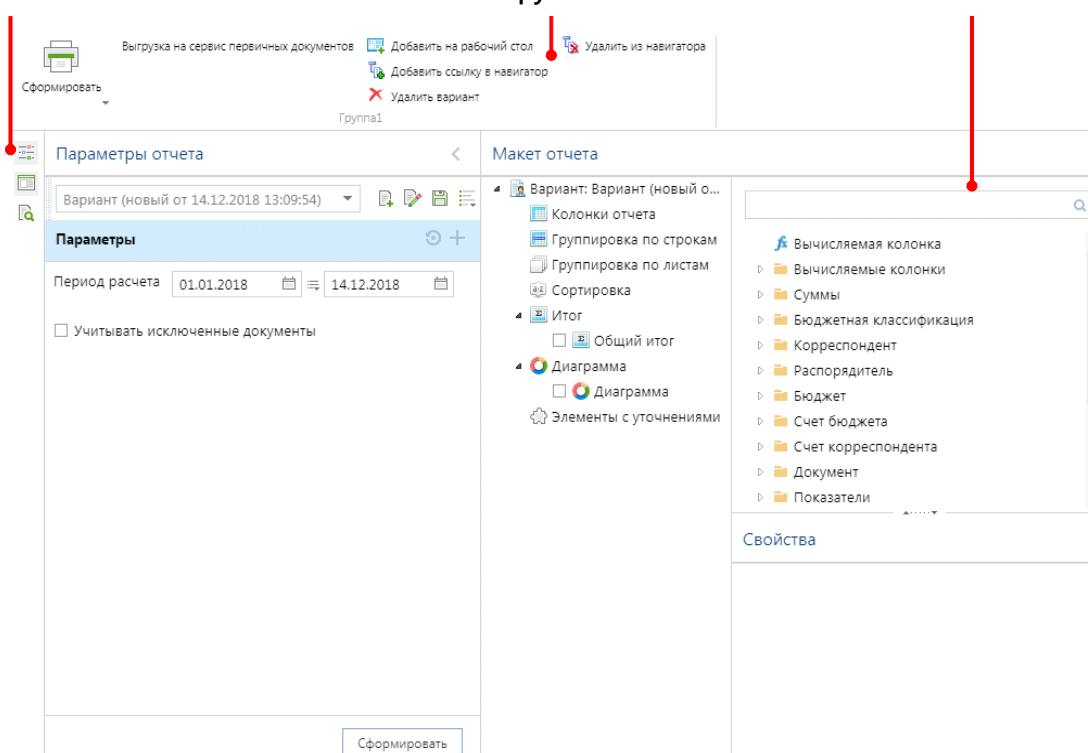 Выгрузка на сервис первичных документов
Добавить на рабочий стол
Удалить из навигатора
Добавить ссылку в навигатор
Сформировать
Удалить вариант
Группа1
Параметры отчета
Макет отчета
Вариант (новый от 14.12.2018 13:09:54)
Параметры
Период расчета 01.01.2018 14.12.2018
Учитывать исключенные документы
Сформировать
Вариант: Вариант (новый о...
Колонки отчета
Группировка по строкам
Группировка по листам
Сортировка
Итог
Общий итог
Диаграмма
Диаграмма
Элементы с уточнениями
Вычисляемая колонка
Вычисляемые колонки
Суммы
Бюджетная классификация
Корреспондент
Распорядитель
Бюджет
Счет бюджета
Счет корреспондента
Документ
Показатели
Свойства